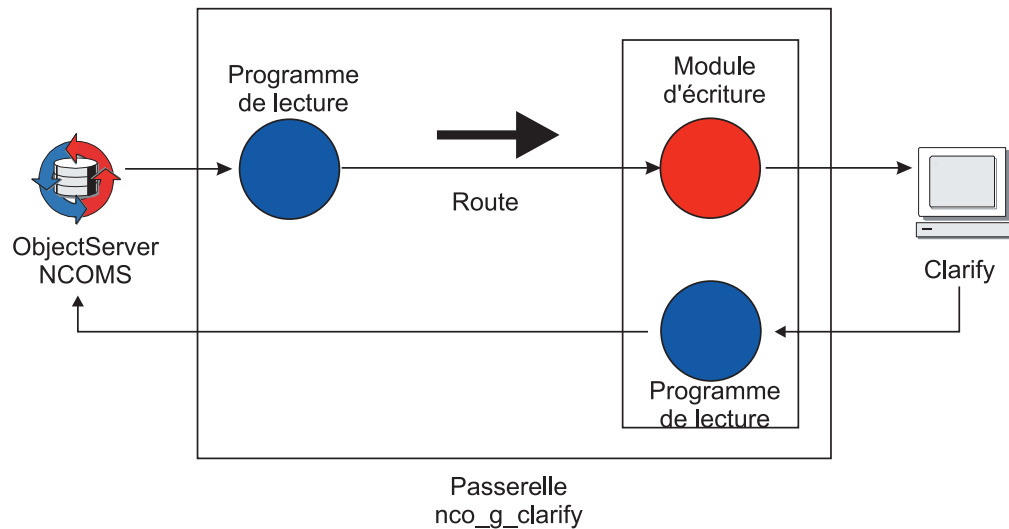 Programme
de lecture
Module
d'écriture
Route
ObjectServer
NCOMS
Clarify
Programme
de lecture
Passerelle
nco_g_clarify